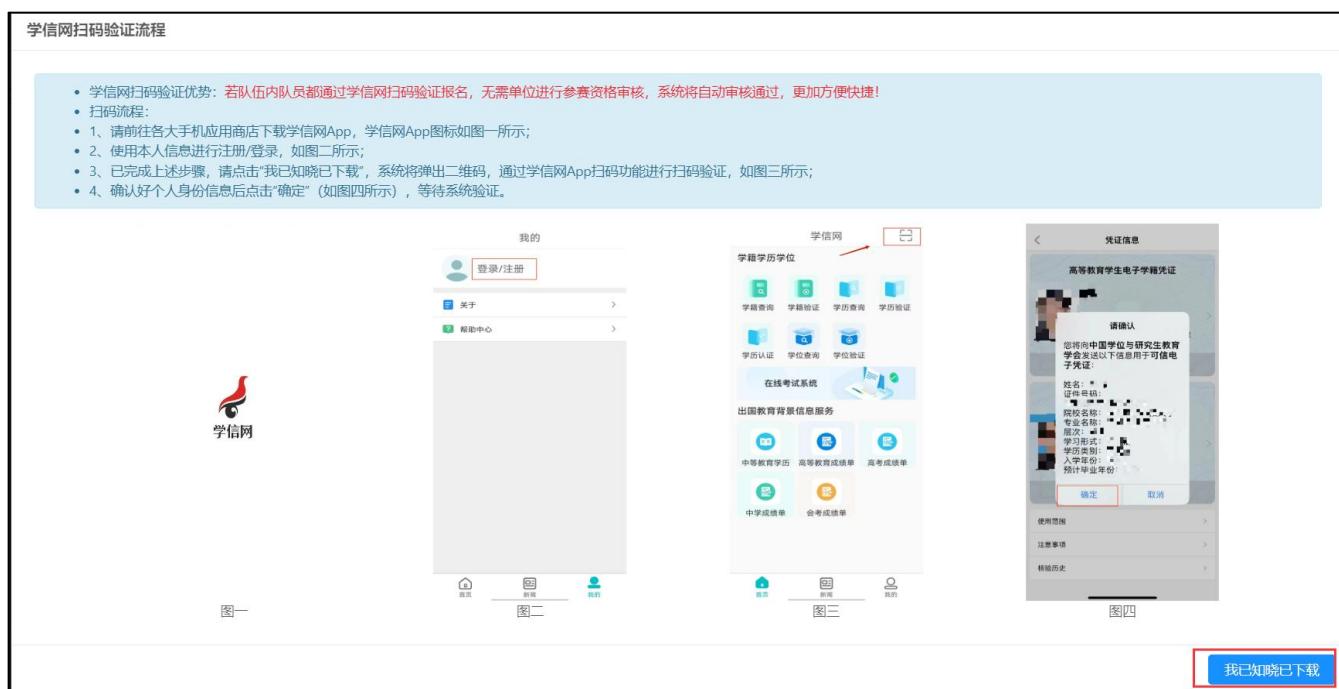 学信网扫码验证流程
学信网扫码验证优势：若队伍内队员都通过学信网扫码验证报名，无需单位进行参赛资格审核，系统将自动审核通过，更加方便快捷！
扫码流程：
1、请前往各大手机应用商店下载学信网App，学信网App图标如图一所示；
2、使用本人信息进行注册/登录，如图二所示；
3、已完成上述步骤，请点击“我已知晓已下载”，系统将弹出二维码，通过学信网App扫码功能进行扫码验证，如图三所示；
4、确认好个人身份信息后点击“确定”（如图四所示），等待系统验证。
学信网
图一
我的
登录/注册
关于
帮助中心
首页 新闻 我的
图二
学信网
学籍学历学位
学籍查询 学籍验证 学历查询 学历验证
学历认证 学位查询 学位验证
在线考试系统
出国教育背景信息服务
中等教育学历 高等教育成绩单 高考成绩单
中学成绩单 会考成绩单
首页 新闻 我的
图三
凭证信息
高等教育学生电子学籍凭证
请确认
您将向中国学位与研究生教育
学会发送以下信息用于可信电
子凭证：
姓名：
证件号码：
院校名称：
专业名称：
层次：
学习形式：
学历类别：
入学年份：
预计毕业年份
确定 取消
使用范围
注意事项
核验历史
图四
我已知晓已下载